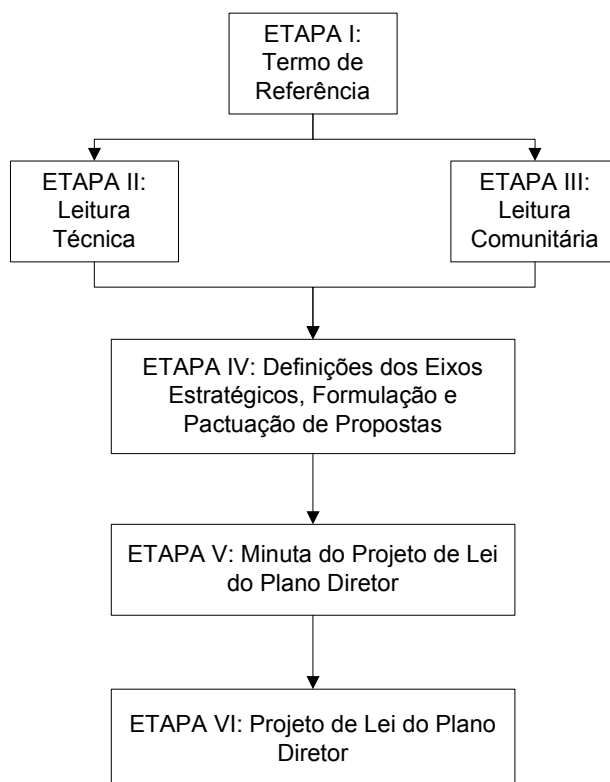 ETAPA I:
Termo de
Referência
ETAPA II:
Leitura
Técnica
ETAPA III:
Leitura
Comunitária
ETAPA IV: Definições dos Eixos
Estratégicos, Formulação e
Pactuação de Propostas
ETAPA V: Minuta do Projeto de Lei
do Plano Diretor
ETAPA VI: Projeto de Lei do Plano
Diretor